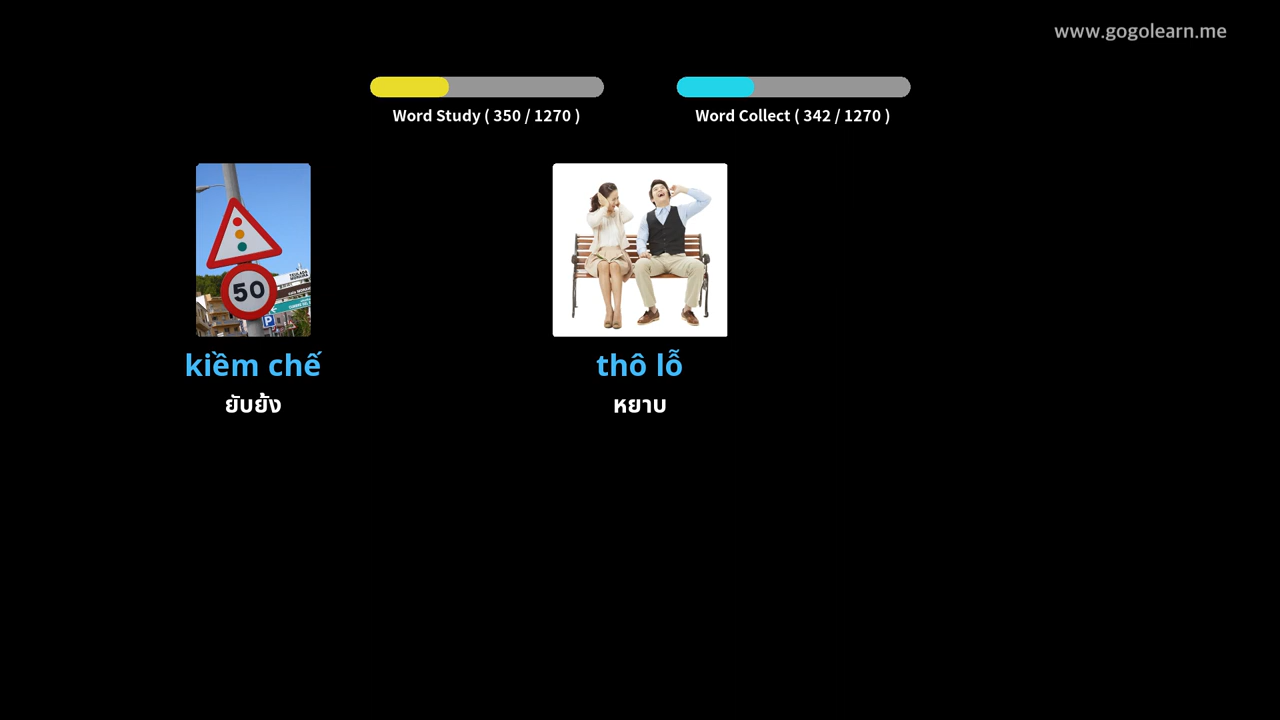 www.gogolearn.me
Word Study ( 350 / 1270 )
Word Collect ( 342 / 1270 )
50
P
kiềm chế
ยับยั้ง
thô lỗ
หยาบ